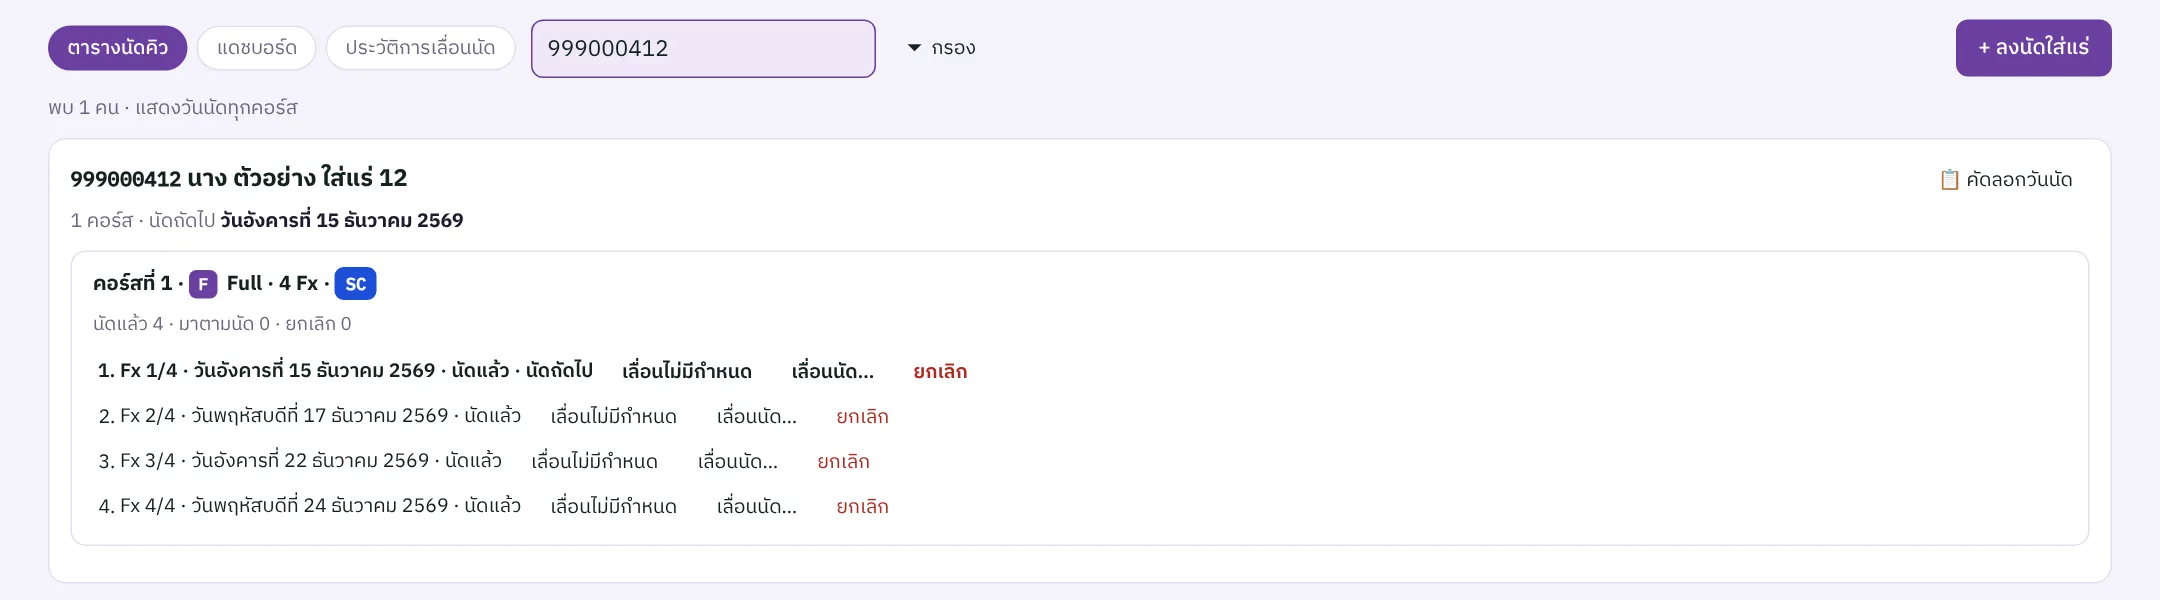 ตารางนัดคิว แดชบอร์ด ประวัติการเลื่อนนัด 999000412 กรอง + ลงนัดใส่แร่
พบ 1 คน · แสดงวันนัดทุกคอร์ส
999000412 นาง ตัวอย่าง ใส่แร่ 12 คัดลอกวันนัด
1 คอร์ส · นัดถัดไป วันอังคารที่ 15 ธันวาคม 2569
คอร์สที่ 1 · F Full · 4 Fx · SC
นัดแล้ว 4 · มาตามนัด 0 · ยกเลิก 0
1. Fx 1/4 · วันอังคารที่ 15 ธันวาคม 2569 · นัดแล้ว · นัดถัดไป เลื่อนไม่มีกำหนด เลื่อนนัด... ยกเลิก
2. Fx 2/4 · วันพฤหัสบดีที่ 17 ธันวาคม 2569 · นัดแล้ว เลื่อนไม่มีกำหนด เลื่อนนัด... ยกเลิก
3. Fx 3/4 · วันอังคารที่ 22 ธันวาคม 2569 · นัดแล้ว เลื่อนไม่มีกำหนด เลื่อนนัด... ยกเลิก
4. Fx 4/4 · วันพฤหัสบดีที่ 24 ธันวาคม 2569 · นัดแล้ว เลื่อนไม่มีกำหนด เลื่อนนัด... ยกเลิก